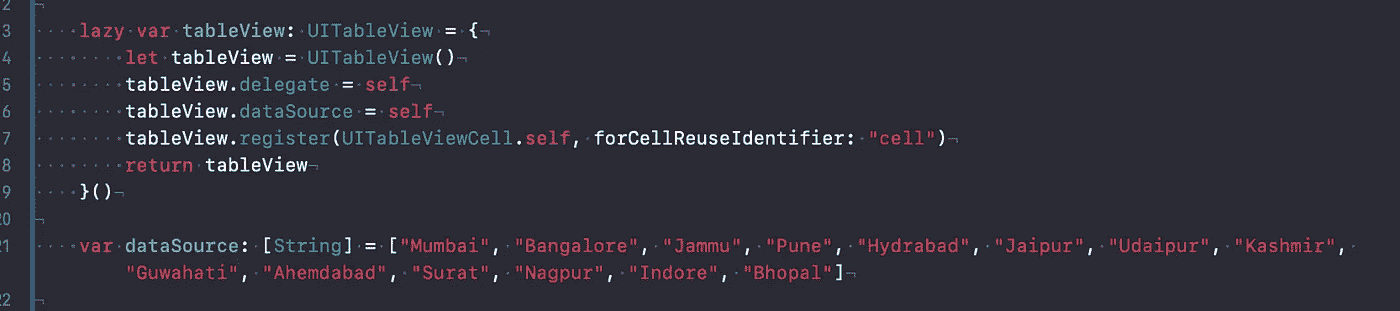 2
3 lazy var tableView: UITableView = {
4 let tableView = UITableView()
5 tableView.delegate = self
6 tableView.dataSource = self
7 tableView.register(UITableViewCell.self, forCellReuseIdentifier: "cell")
8 return tableView
9 }()
20
21 var dataSource: [String] = ["Mumbai", "Bangalore", "Jammu", "Pune", "Hydrabad", "Jaipur", "Udaipur", "Kashmir",
"Guwahati", "Ahemdabad", "Surat", "Nagpur", "Indore", "Bhopal"]
22